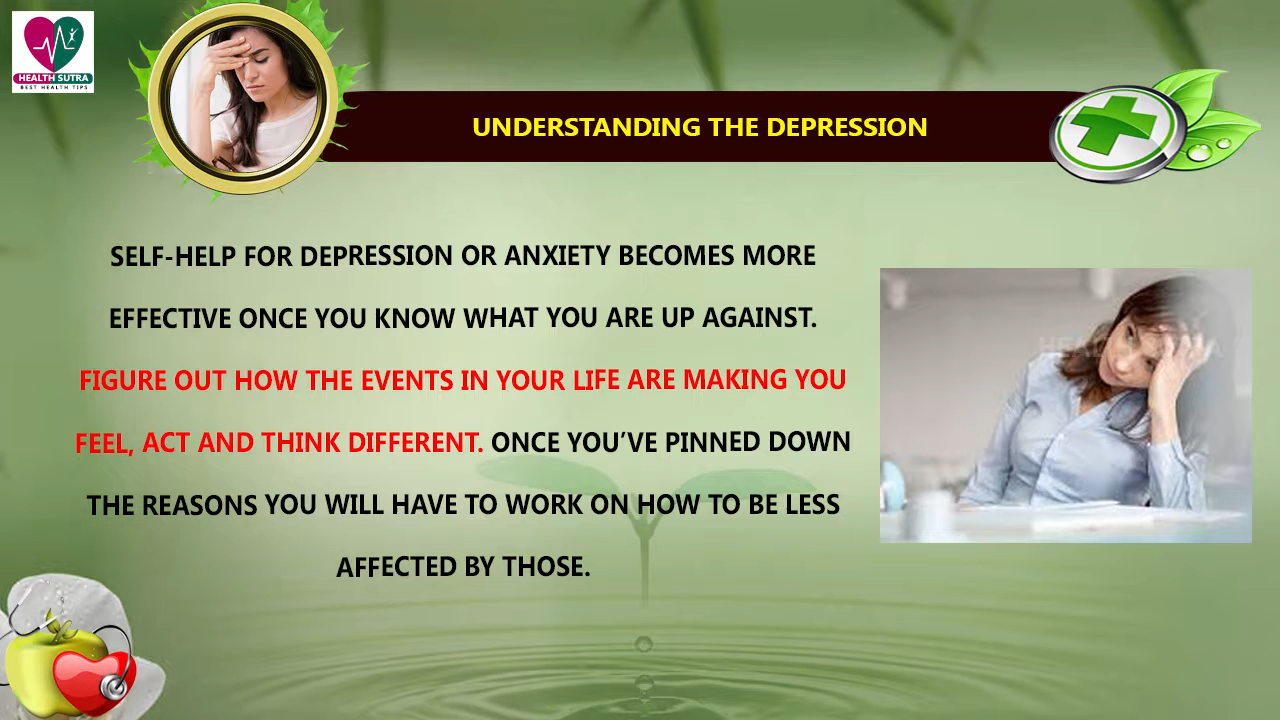 HEALTH SUTRA
BEST HEALTH TIPS
UNDERSTANDING THE DEPRESSION
SELF-HELP FOR DEPRESSION OR ANXIETY BECOMES MORE
EFFECTIVE ONCE YOU KNOW WHAT YOU ARE UP AGAINST.
FIGURE OUT HOW THE EVENTS IN YOUR LIFE ARE MAKING YOU
FEEL, ACT AND THINK DIFFERENT. ONCE YOU’VE PINNED DOWN
THE REASONS YOU WILL HAVE TO WORK ON HOW TO BE LESS
AFFECTED BY THOSE.